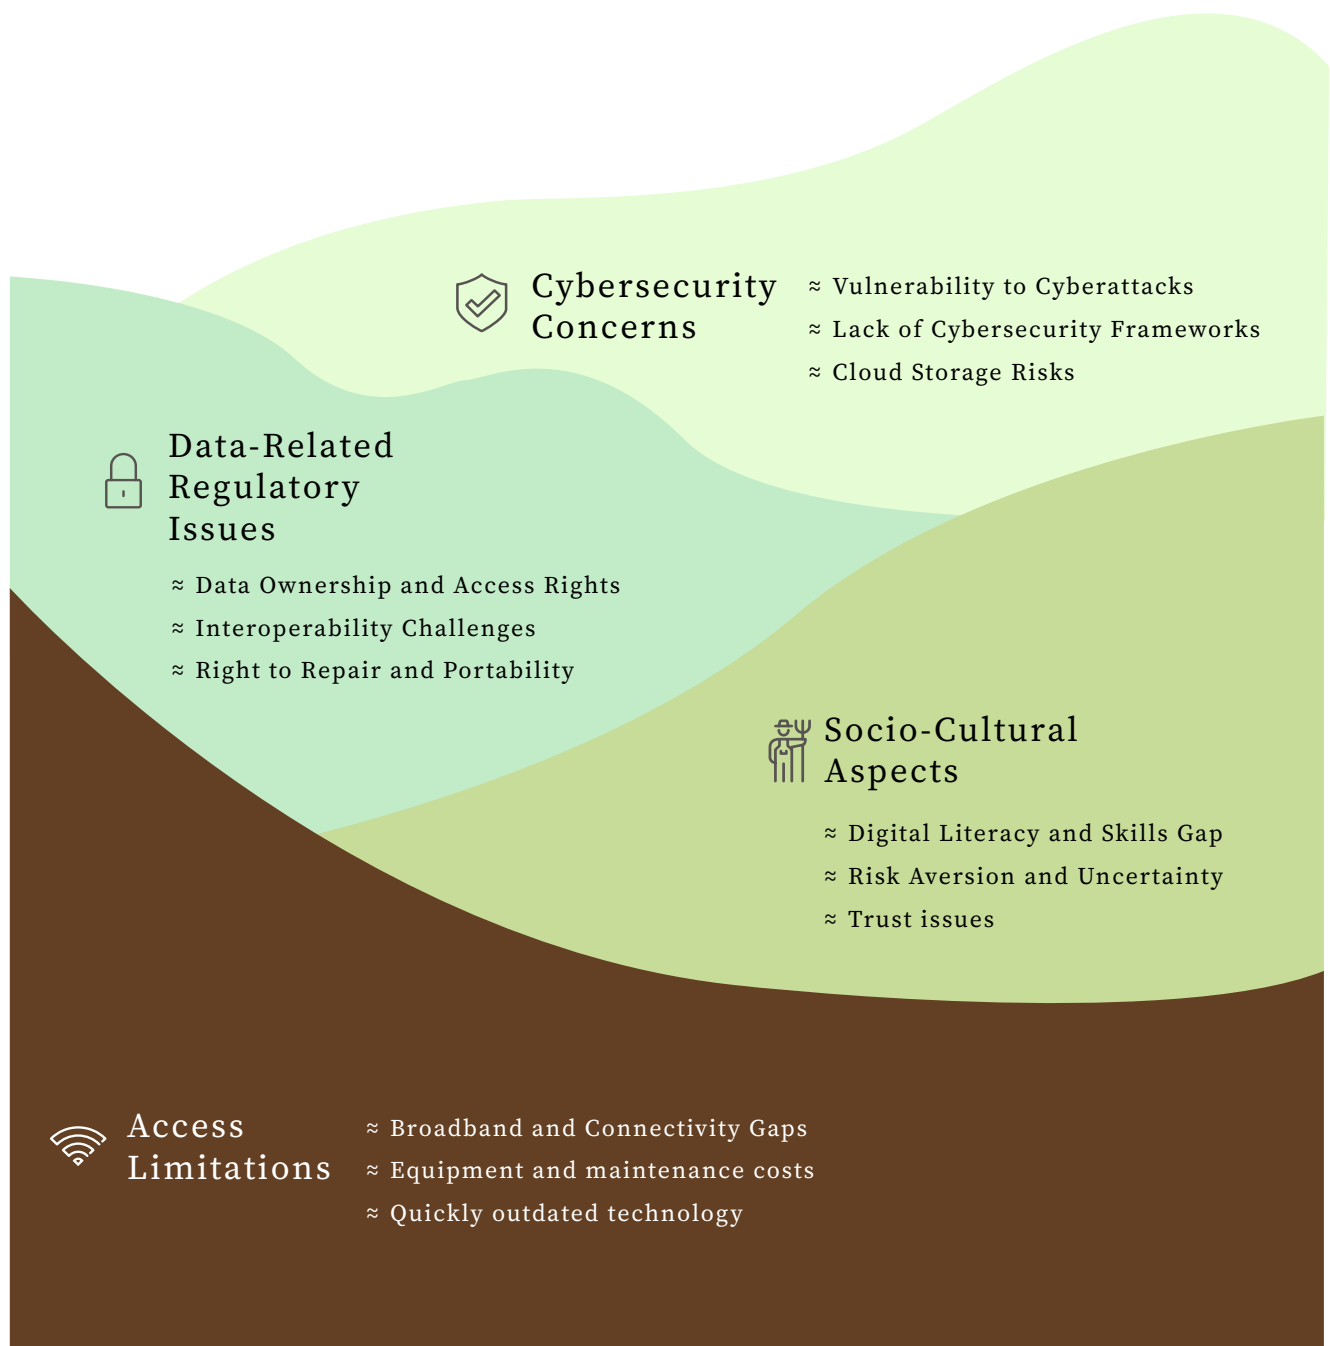 Cybersecurity
Concerns
≈ Vulnerability to Cyberattacks
≈ Lack of Cybersecurity Frameworks
≈ Cloud Storage Risks
Data-Related
Regulatory
Issues
≈ Data Ownership and Access Rights
≈ Interoperability Challenges
≈ Right to Repair and Portability
Socio-Cultural
Aspects
≈ Digital Literacy and Skills Gap
≈ Risk Aversion and Uncertainty
≈ Trust issues
Access
Limitations
≈ Broadband and Connectivity Gaps
≈ Equipment and maintenance costs
≈ Quickly outdated technology